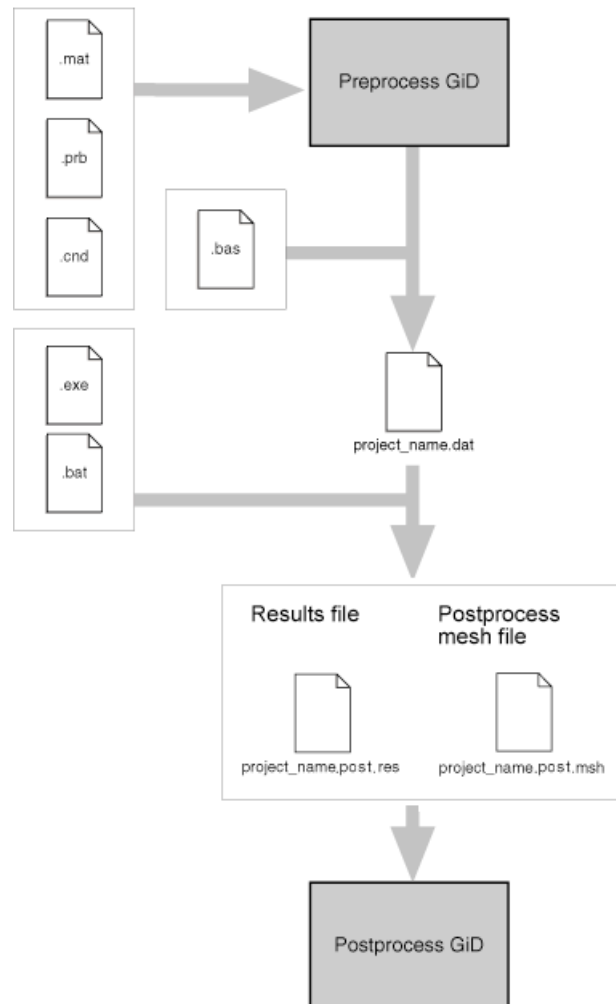 .mat
Preprocess GiD
.prb
.cnd
.bas
.exe
.bat
project_name.dat
Results file
Postprocess
mesh file
project_name.post.res
project_name.post.msh
Postprocess GiD